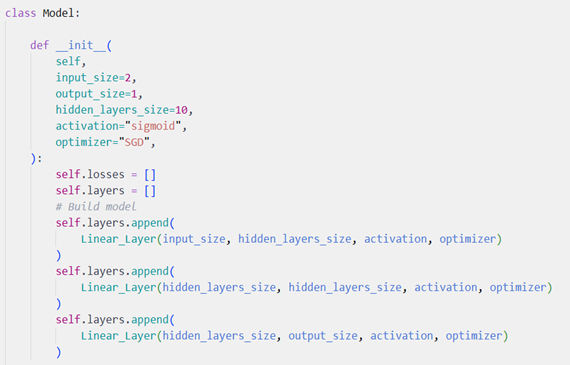 class Model:
def __init__(
self,
input_size=2,
output_size=1,
hidden_layers_size=10,
activation="sigmoid",
optimizer="SGD",
):
self.losses = []
self.layers = []
# Build model
self.layers.append(
Linear_Layer(input_size, hidden_layers_size, activation, optimizer)
)
self.layers.append(
Linear_Layer(hidden_layers_size, hidden_layers_size, activation, optimizer)
)
self.layers.append(
Linear_Layer(hidden_layers_size, output_size, activation, optimizer)
)